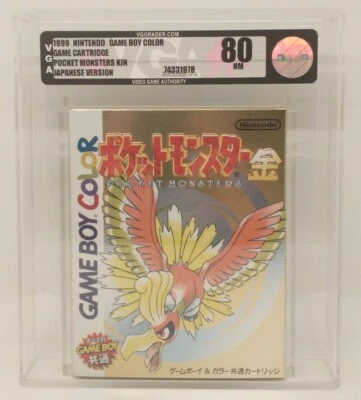 VGGRADER.COM
VGA
1999 NINTENDO GAME BOY COLOR
GAME CARTRIDGE
POCKET MONSTERS KIN
JAPANESE VERSION
74331978
80
NM
VIDEO GAME AUTHORITY
Nintendo
ポケットモンスター金
POCKET MONSTERS
GAME BOY COLOR
GAME BOY
共通
ゲームボーイ&カラー共通カートリッジ